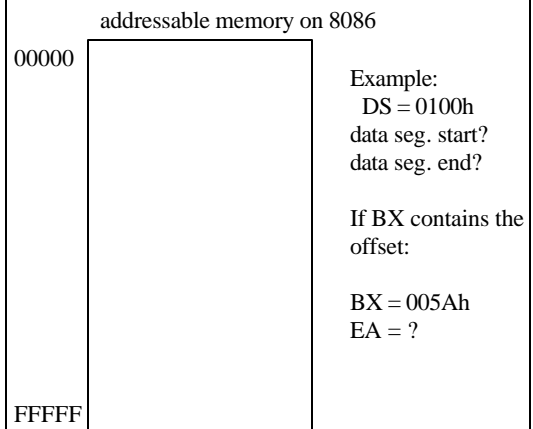 addressable memory on 8086
00000
Example:
DS = 0100h
data seg. start?
data seg. end?
If BX contains the
offset:
BX = 005Ah
EA = ?
FFFFF